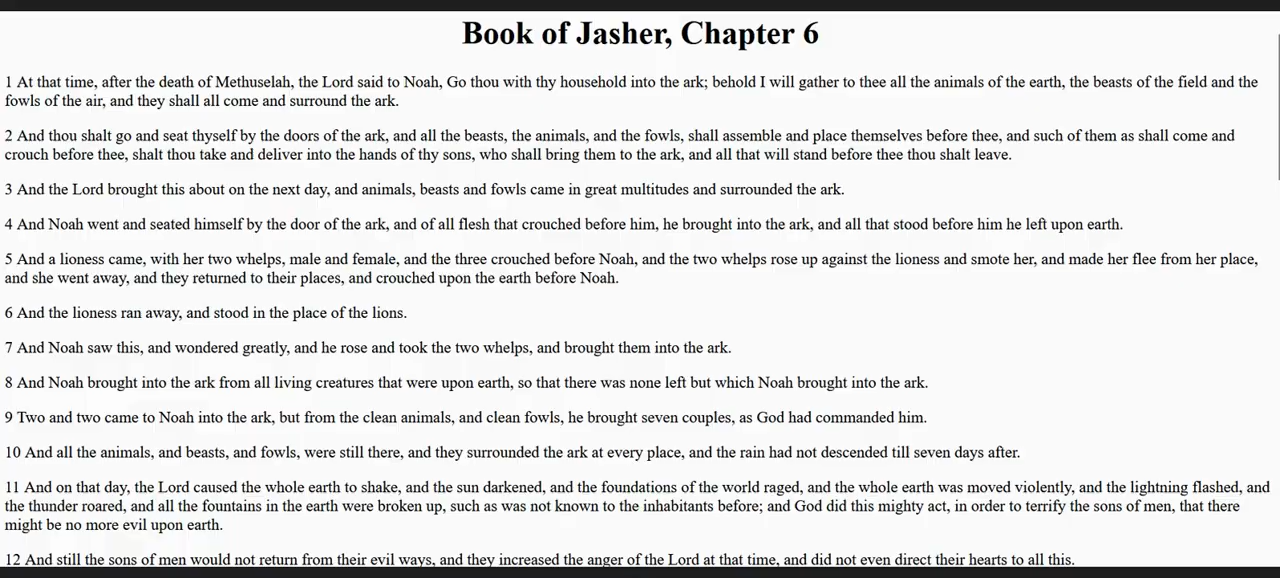 Book of Jasher, Chapter 6
1 At that time, after the death of Methuselah, the Lord said to Noah, Go thou with thy household into the ark; behold I will gather to thee all the animals of the earth, the beasts of the field and the
fowls of the air, and they shall all come and surround the ark.
2 And thou shalt go and seat thyself by the doors of the ark, and all the beasts, the animals, and the fowls, shall assemble and place themselves before thee, and such of them as shall come and
crouch before thee, shalt thou take and deliver into the hands of thy sons, who shall bring them to the ark, and all that will stand before thee thou shalt leave.
3 And the Lord brought this about on the next day, and animals, beasts and fowls came in great multitudes and surrounded the ark.
4 And Noah went and seated himself by the door of the ark, and of all flesh that crouched before him, he brought into the ark, and all that stood before him he left upon earth.
5 And a lioness came, with her two whelps, male and female, and the three crouched before Noah, and the two whelps rose up against the lioness and smote her, and made her flee from her place,
and she went away, and they returned to their places, and crouched upon the earth before Noah.
6 And the lioness ran away, and stood in the place of the lions.
7 And Noah saw this, and wondered greatly, and he rose and took the two whelps, and brought them into the ark.
8 And Noah brought into the ark from all living creatures that were upon earth, so that there was none left but which Noah brought into the ark.
9 Two and two came to Noah into the ark, but from the clean animals, and clean fowls, he brought seven couples, as God had commanded him.
10 And all the animals, and beasts, and fowls, were still there, and they surrounded the ark at every place, and the rain had not descended till seven days after.
11 And on that day, the Lord caused the whole earth to shake, and the sun darkened, and the foundations of the world raged, and the whole earth was moved violently, and the lightning flashed, and
the thunder roared, and all the fountains in the earth were broken up, such as was not known to the inhabitants before; and God did this mighty act, in order to terrify the sons of men, that there
might be no more evil upon earth.
12 And still the sons of men would not return from their evil ways, and they increased the anger of the Lord at that time, and did not even direct their hearts to all this.